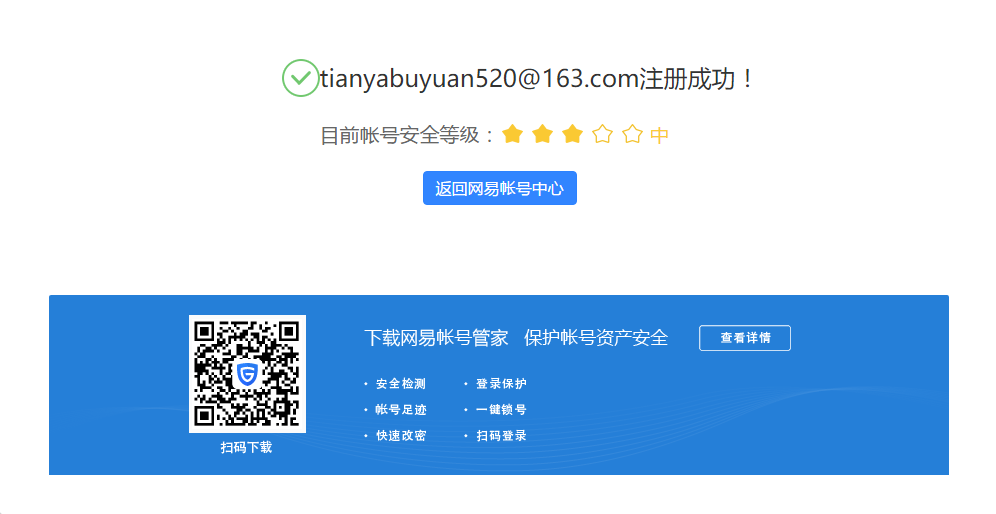 tianyabuyuan520@163.com注册成功！
目前帐号安全等级：中
返回网易帐号中心
下载网易帐号管家 保护帐号资产安全
查看详情
• 安全检测 • 登录保护
• 帐号足迹 • 一键锁号
• 快速改密 • 扫码登录
扫码下载